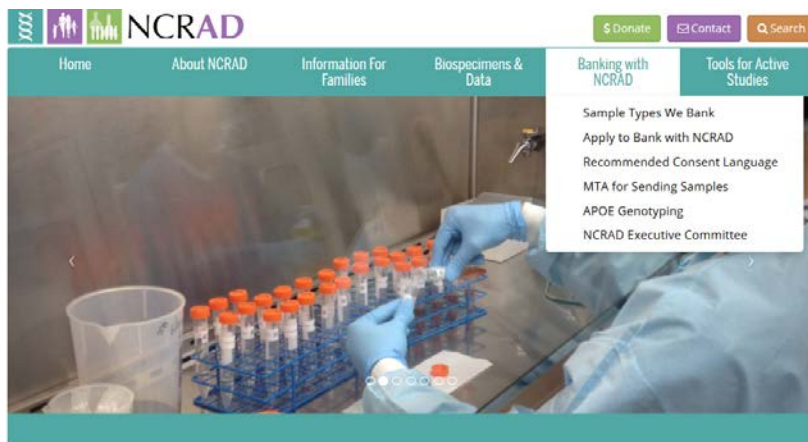 NCRAD
$ Donate
Contact
Search
Home
About NCRAD
Information For
Families
Biospecimens &
Data
Banking with
NCRAD
Tools for Active
Studies
Sample Types We Bank
Apply to Bank with NCRAD
Recommended Consent Language
MTA for Sending Samples
APOE Genotyping
NCRAD Executive Committee